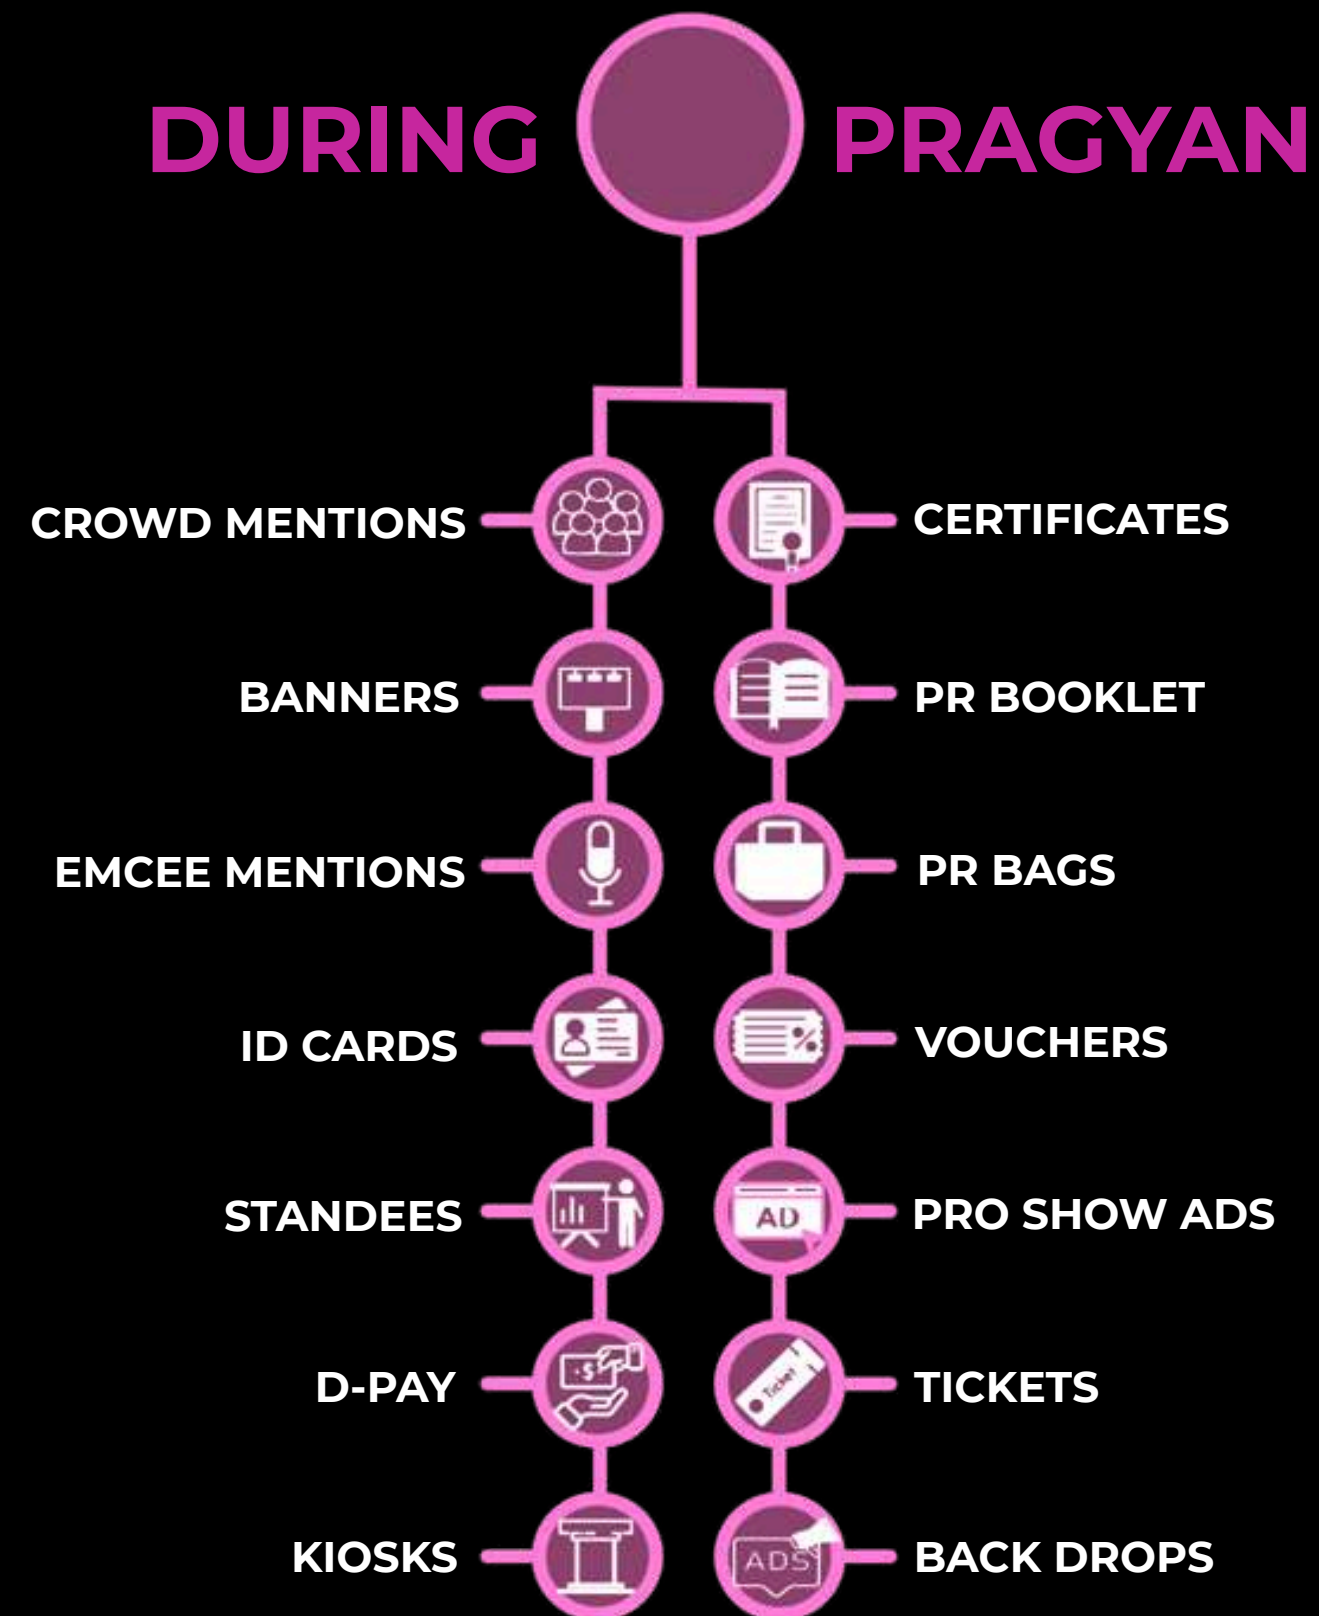 DURING PRAGYAN
CROWD MENTIONS
CERTIFICATES
BANNERS
PR BOOKLET
EMCEE MENTIONS
PR BAGS
ID CARDS
VOUCHERS
STANDEES
AD
PRO SHOW ADS
D-PAY
$
Ticket
TICKETS
KIOSKS
ADS
BACK DROPS